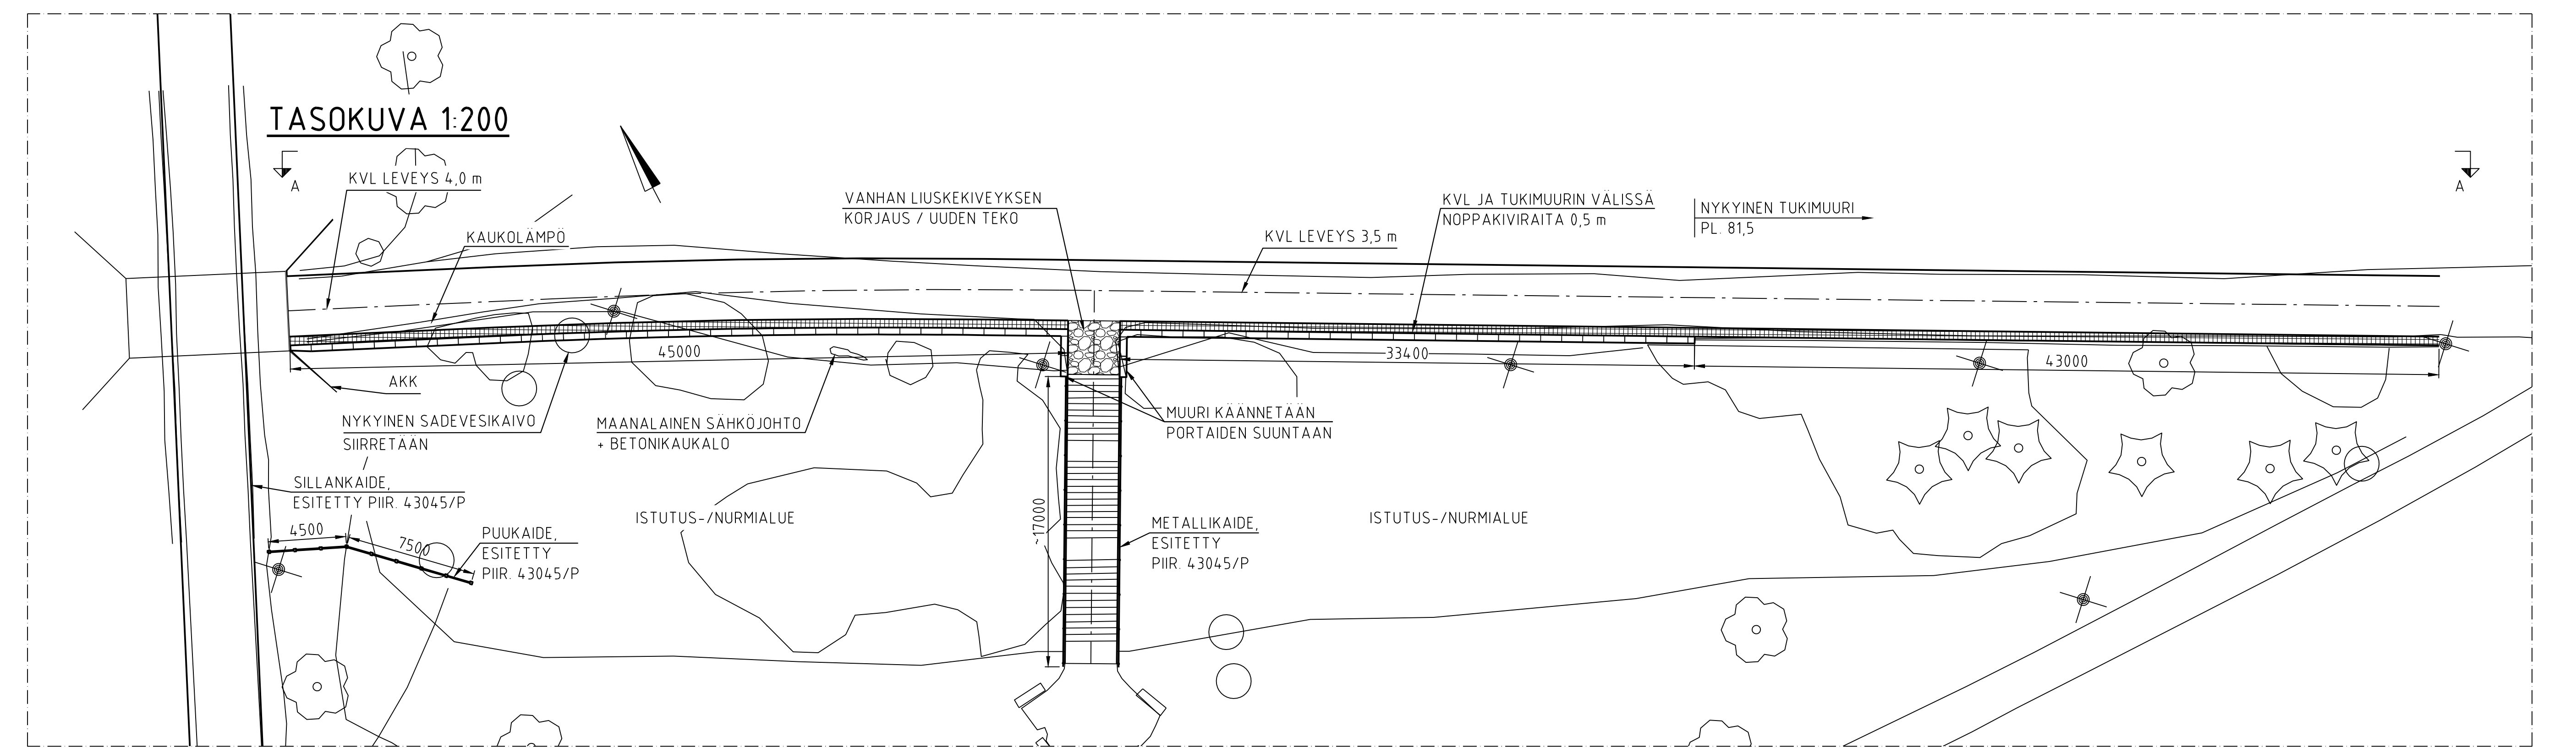 TASOKUVA 1:200
A
A
KVL LEVEYS 4,0 m
KAUKOLÄMPÖ
VANHAN LIUSKEKIVEYKSEN
KORJAUS / UUDEN TEKO
KVL LEVEYS 3,5 m
KVL JA TUKIMUURIN VÄLISSÄ
NOPPAKIVIRAITA 0,5 m
NYKYINEN TUKIMUURI
PL. 81,5
45000
33400
43000
AKK
NYKYINEN SADEVESIKAIVO
SIIRRETÄÄN
MAANALAINEN SÄHKÖJOHTO
+ BETONIKAUKALO
MUURI KÄÄNNETÄÄN
PORTAIDEN SUUNTAAN
SILLANKAIDE,
ESITETTY PIIR. 43045/P
4500
7500
PUUKAIDE,
ESITETTY
PIIR. 43045/P
ISTUTUS-/NURMIALUE
~17000
METALLIKAIDE,
ESITETTY
PIIR. 43045/P
ISTUTUS-/NURMIALUE